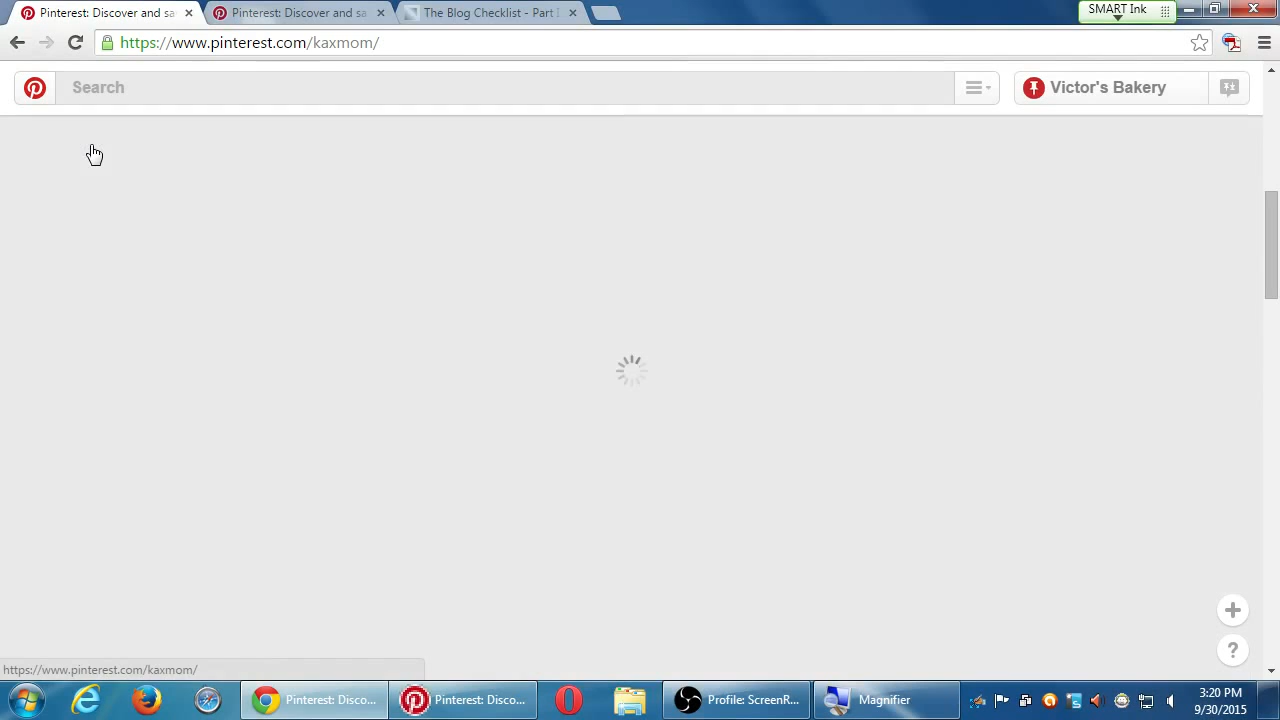 Pinterest: Discover and sa
Pinterest: Discover and sa
The Blog Checklist - Part
SMART Ink
https://www.pinterest.com/kaxmom/
Search
Victor's Bakery
?
https://www.pinterest.com/kaxmom/
Pinterest: Disco...
Pinterest: Disco...
Profile: ScreenR...
Magnifier
3:20 PM
9/30/2015